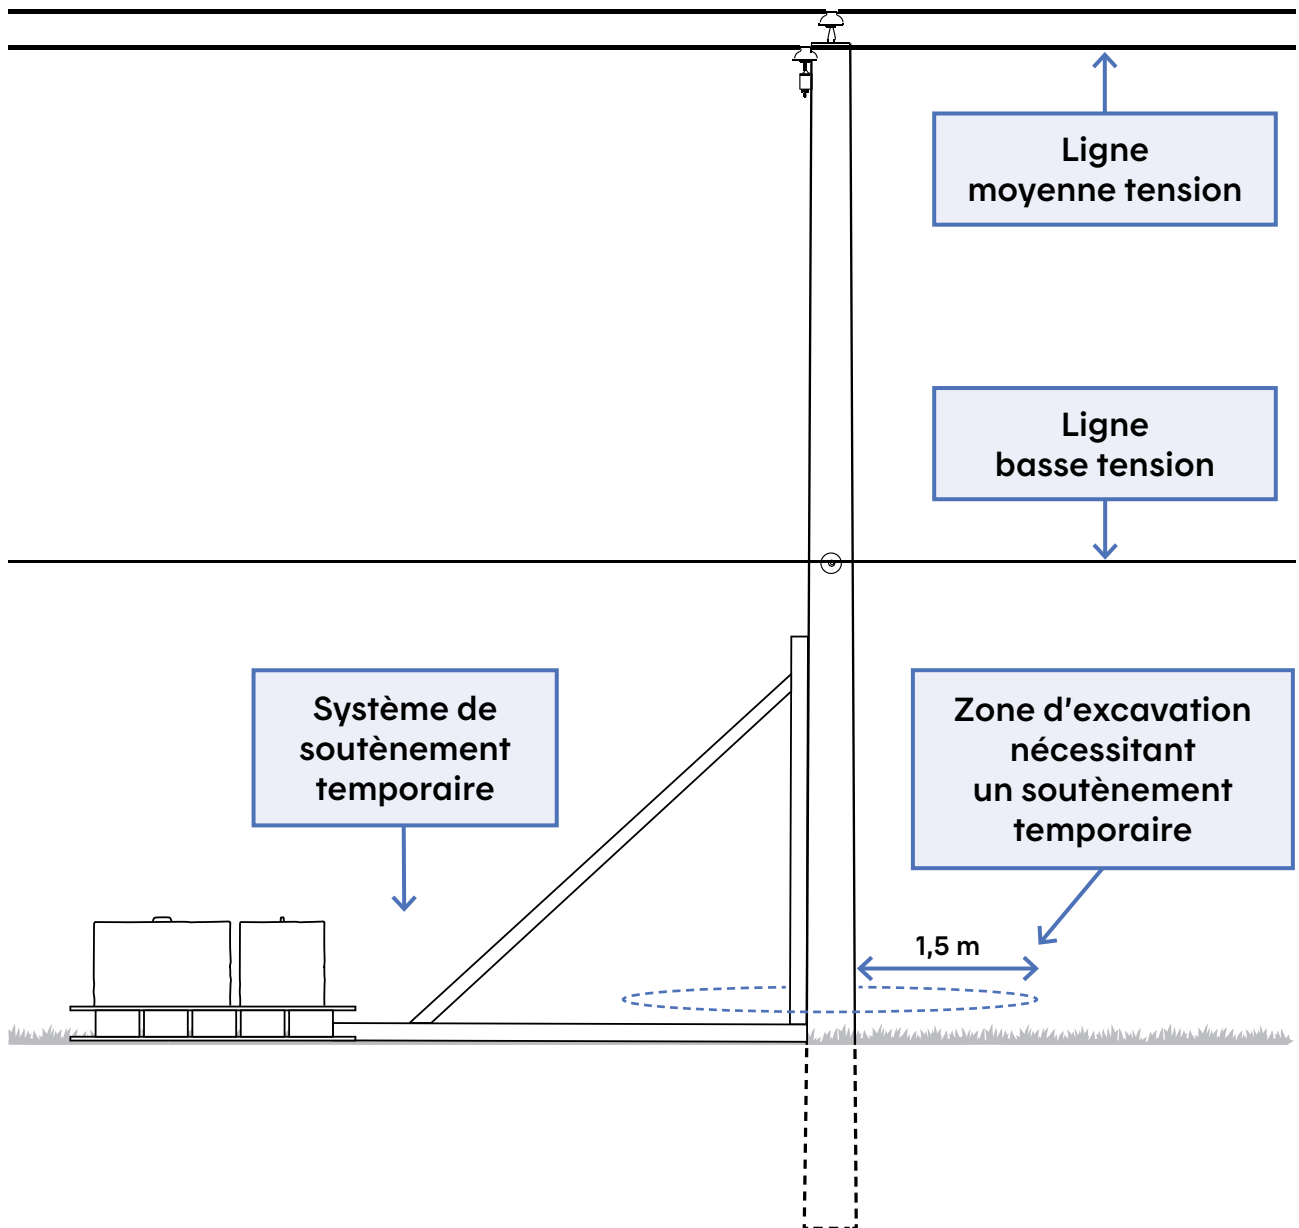 Ligne
moyenne tension
Ligne
basse tension
Système de
soutènement
temporaire
Zone d'excavation
nécessitant
un soutènement
temporaire
1,5 m